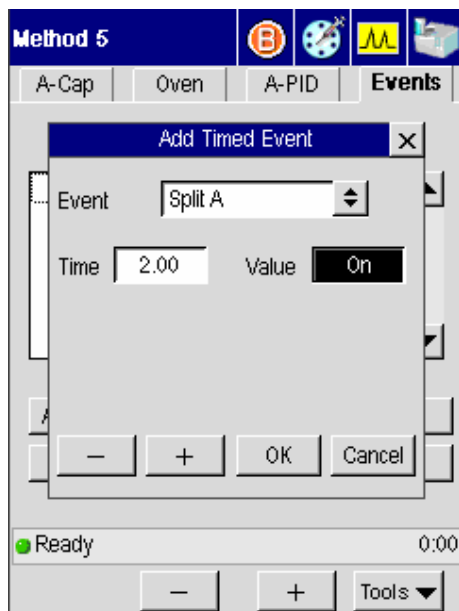 Method 5
B
A-Cap Oven A-PID Events
Add Timed Event
Event Split A
Time 2.00 Value On
− + OK Cancel
Ready 0:00
− + Tools